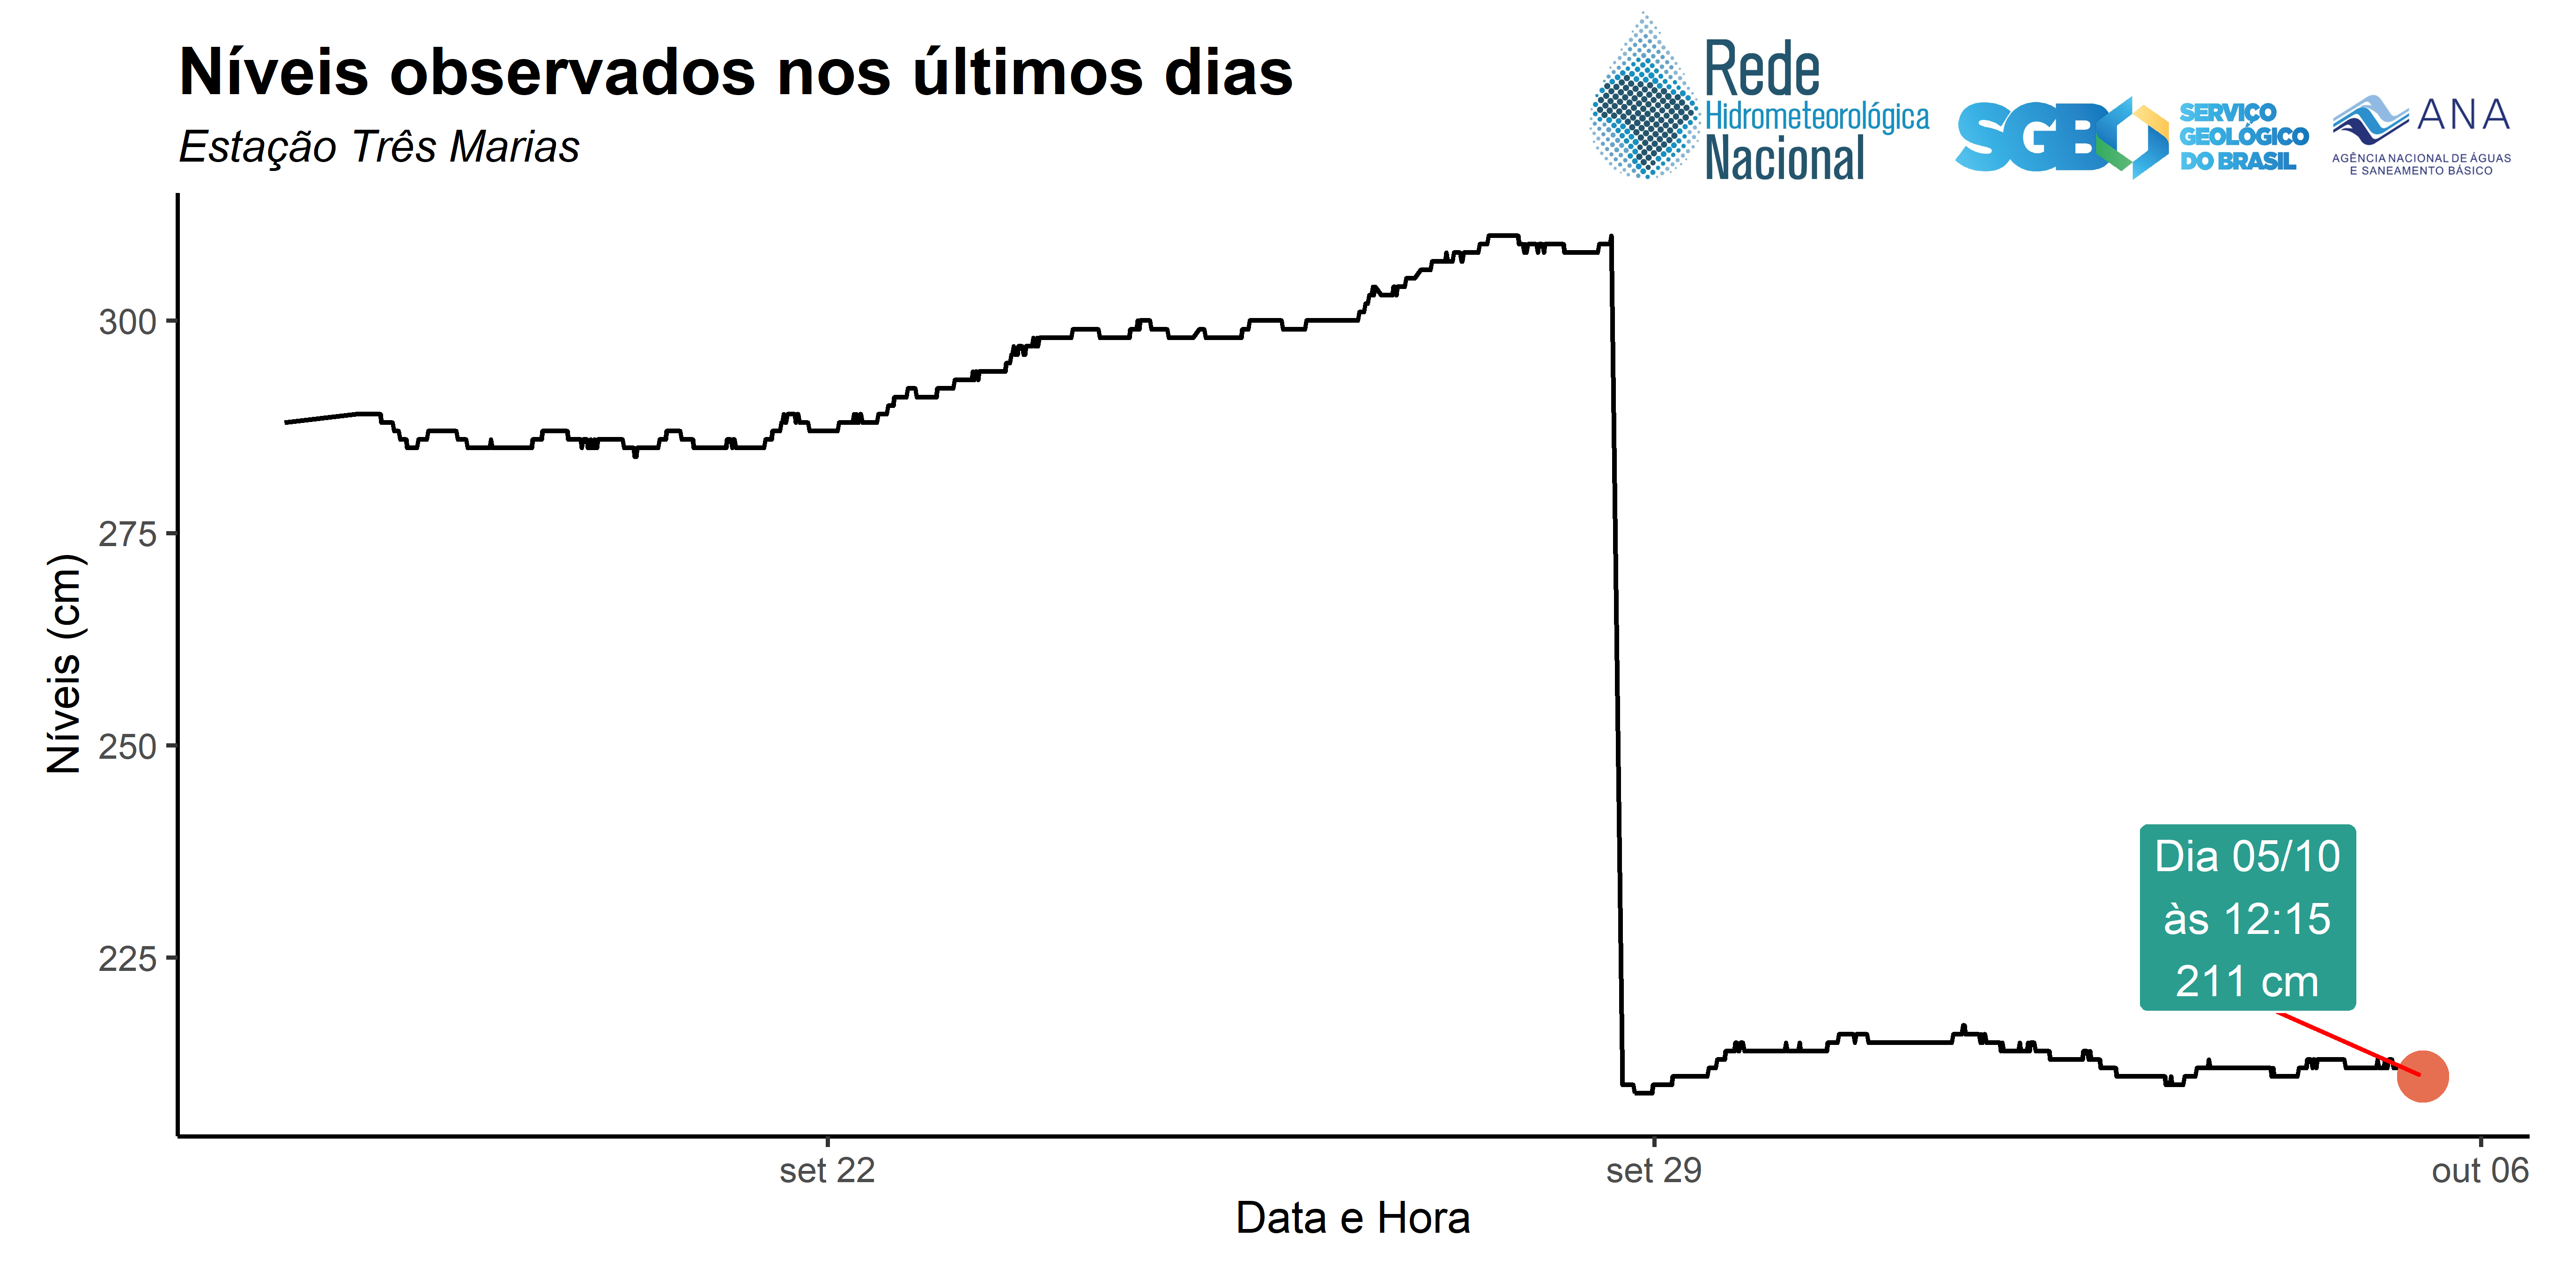 Níveis observados nos últimos dias
Estação Três Marias
Rede
Hidrometeorológica
Nacional
SGB
SERVIÇO
GEOLÓGICO
DO BRASIL
ANA
AGÊNCIA NACIONAL DE ÁGUAS
E SANEAMENTO BÁSICO
Níveis (cm)
300
275
250
225
Dia 05/10
às 12:15
211 cm
set 22
set 29
out 06
Data e Hora